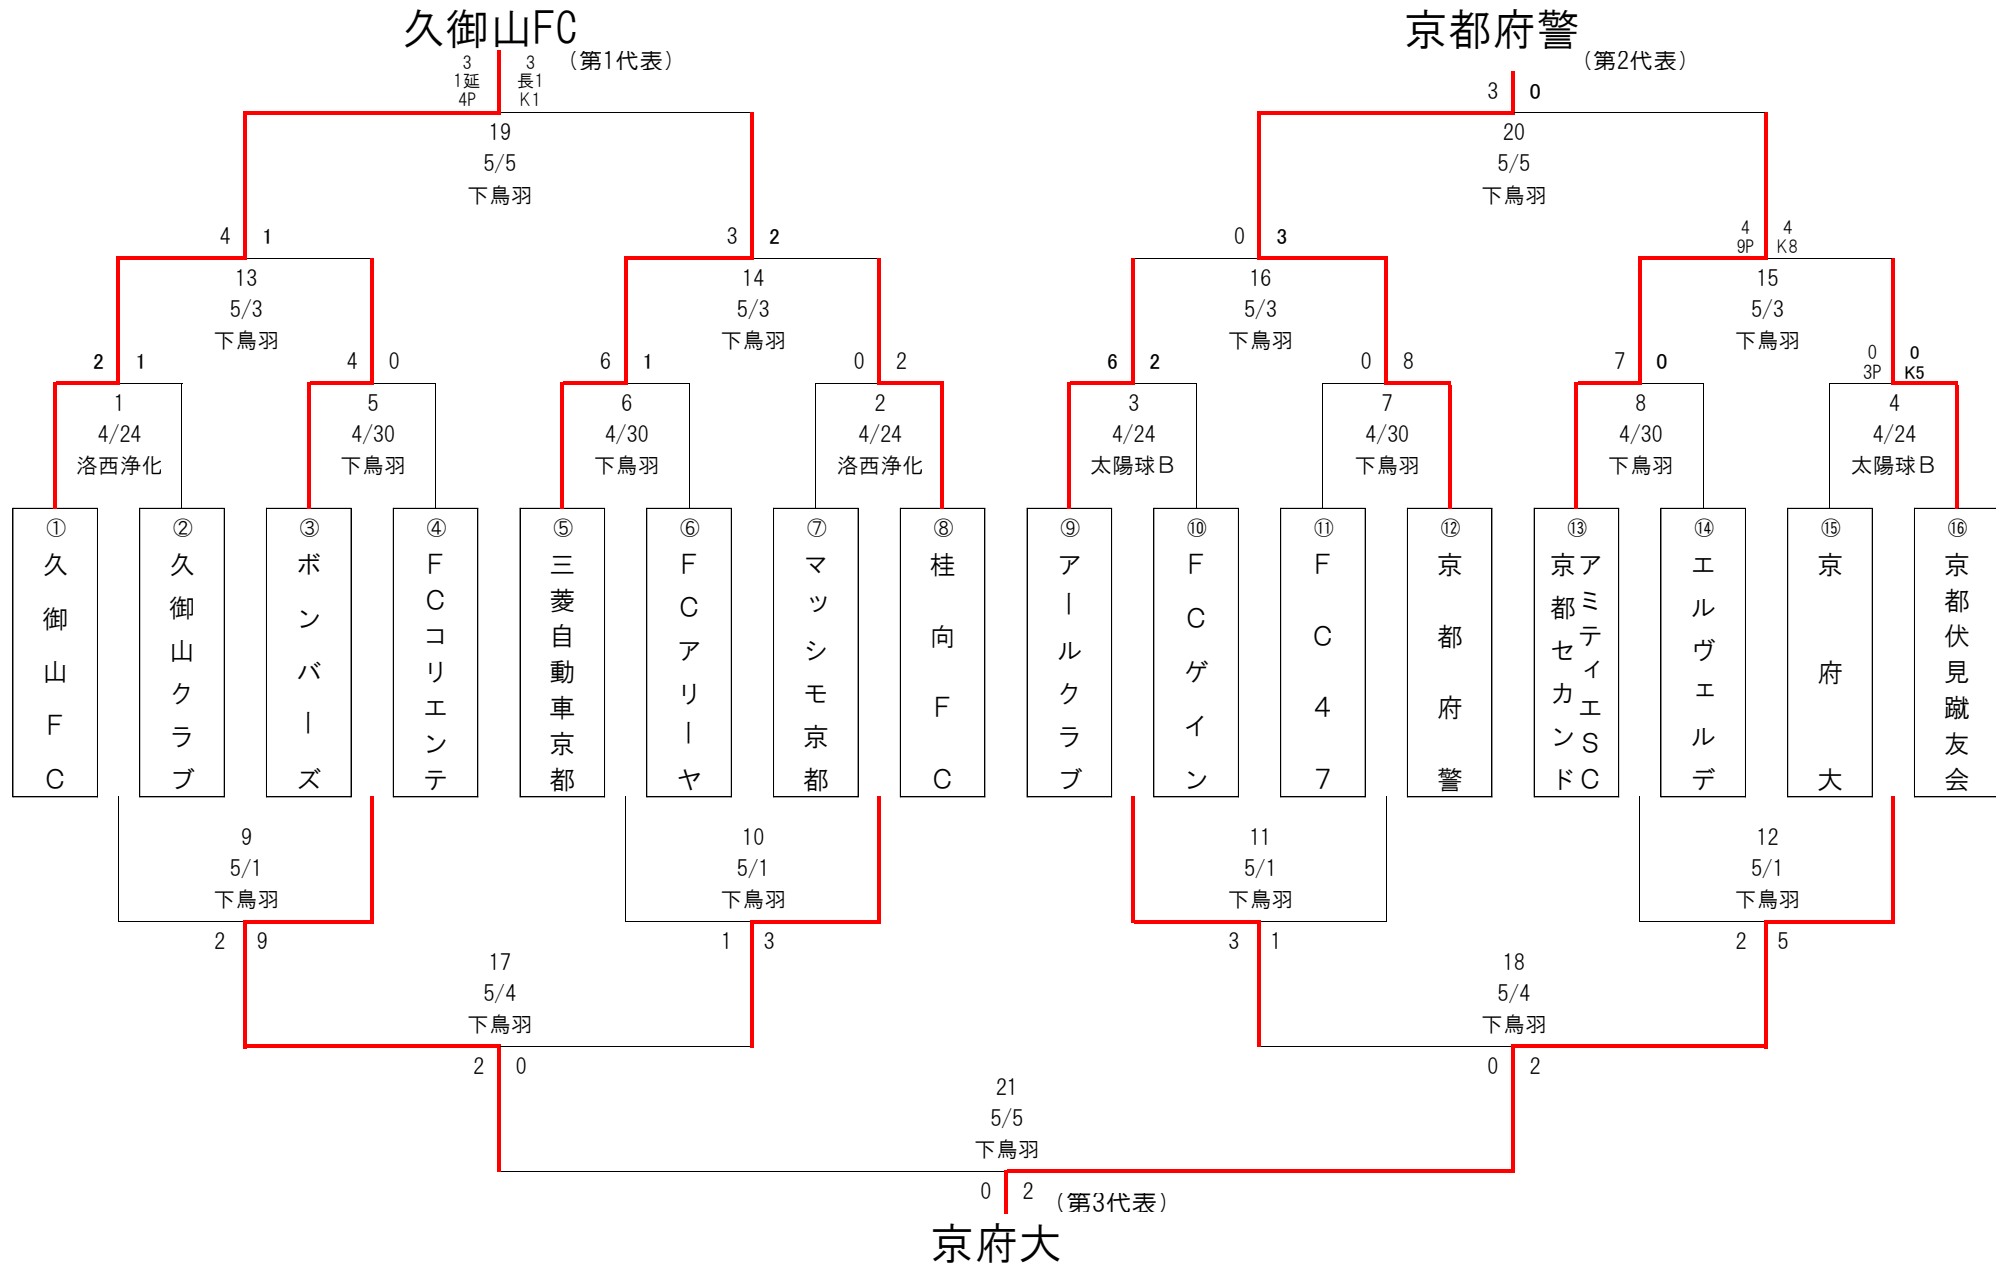 久御山FC
京都府警
(第1代表)
(第2代表)
3 3
1延 長1
4P K1
3 0
19
5/5
下鳥羽
20
5/5
下鳥羽
4 1
3 2
0 3
4 4
9P K8
13
5/3
下鳥羽
14
5/3
下鳥羽
16
5/3
下鳥羽
15
5/3
下鳥羽
2 1
4 0
6 1
0 2
6 2
0 8
7 0
0 0
3P K5
1
4/24
洛西浄化
5
4/30
下鳥羽
6
4/30
下鳥羽
2
4/24
洛西浄化
3
4/24
太陽球B
7
4/30
下鳥羽
8
4/30
下鳥羽
4
4/24
太陽球B
①
久御山FC
②
久御山クラブ
③
ボンバーズ
④
FCコリエンテ
⑤
三菱自動車京都
⑥
FCアリーヤ
⑦
マッシモ京都
⑧
桂向FC
⑨
アールクラブ
⑩
FCゲイン
⑪
FC47
⑫
京都府警
⑬
アミティエSC
京都セカンド
⑭
エルヴェルデ
⑮
京府大
⑯
京都伏見蹴友会
9
5/1
下鳥羽
10
5/1
下鳥羽
11
5/1
下鳥羽
12
5/1
下鳥羽
2 9
1 3
3 1
2 5
17
5/4
下鳥羽
18
5/4
下鳥羽
2 0
0 2
21
5/5
下鳥羽
0 2
(第3代表)
京府大